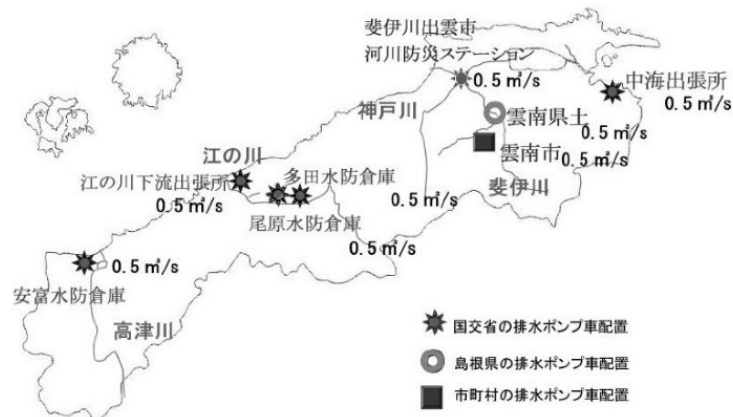 斐伊川出雲市
河川防災ステーション
0.5㎥/s
中海出張所
0.5㎥/s
神戸川
雲南県土
0.5㎥/s
雲南市
0.5㎥/s
江の川
多田水防倉庫
江の川下流出張所
0.5㎥/s
斐伊川
0.5㎥/s
尾原水防倉庫
0.5㎥/s
0.5㎥/s
安富水防倉庫
高津川
国交省の排水ポンプ車配置
島根県の排水ポンプ車配置
市町村の排水ポンプ車配置